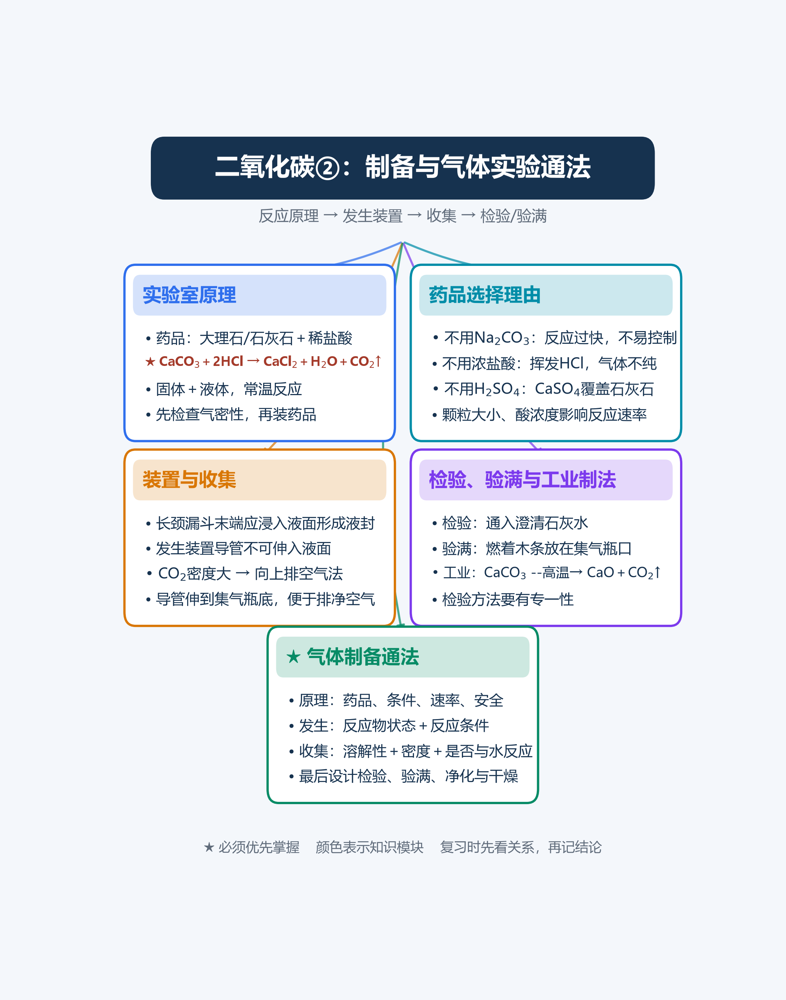 二氧化碳②：制备与气体实验通法
反应原理 → 发生装置 → 收集 → 检验/验满
实验室原理
• 药品：大理石/石灰石 + 稀盐酸
★ CaCO₃ + 2HCl → CaCl₂ + H₂O + CO₂↑
• 固体 + 液体，常温反应
• 先检查气密性，再装药品
药品选择理由
• 不用Na₂CO₃：反应过快，不易控制
• 不用浓盐酸：挥发HCl，气体不纯
• 不用H₂SO₄：CaSO₄覆盖石灰石
• 颗粒大小、酸浓度影响反应速率
装置与收集
• 长颈漏斗末端应浸入液面形成液封
• 发生装置导管不可伸入液面
• CO₂密度大 → 向上排空气法
• 导管伸到集气瓶底，便于排净空气
检验、验满与工业制法
• 检验：通入澄清石灰水
• 验满：燃着木条放在集气瓶口
• 工业：CaCO₃ --高温→ CaO + CO₂↑
• 检验方法要有专一性
★ 气体制备通法
• 原理：药品、条件、速率、安全
• 发生：反应物状态 + 反应条件
• 收集：溶解性 + 密度 + 是否与水反应
• 最后设计检验、验满、净化与干燥
★ 必须优先掌握 颜色表示知识模块 复习时先看关系，再记结论